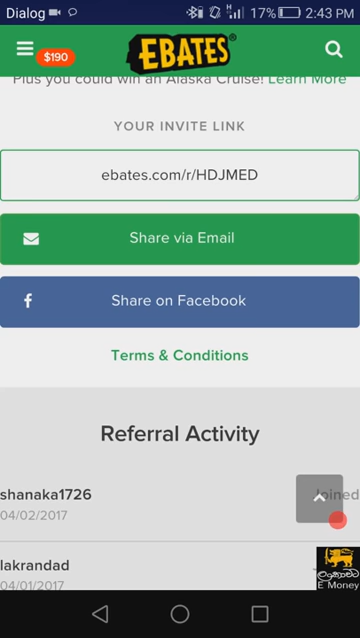 Dialog
17% 2:43 PM
$190
EBATES®
Plus you could win an Alaska Cruise! Learn More
YOUR INVITE LINK
ebates.com/r/HDJMED
Share via Email
Share on Facebook
Terms & Conditions
Referral Activity
shanaka1726
Joined
04/02/2017
lakrandad
04/01/2017
E Money